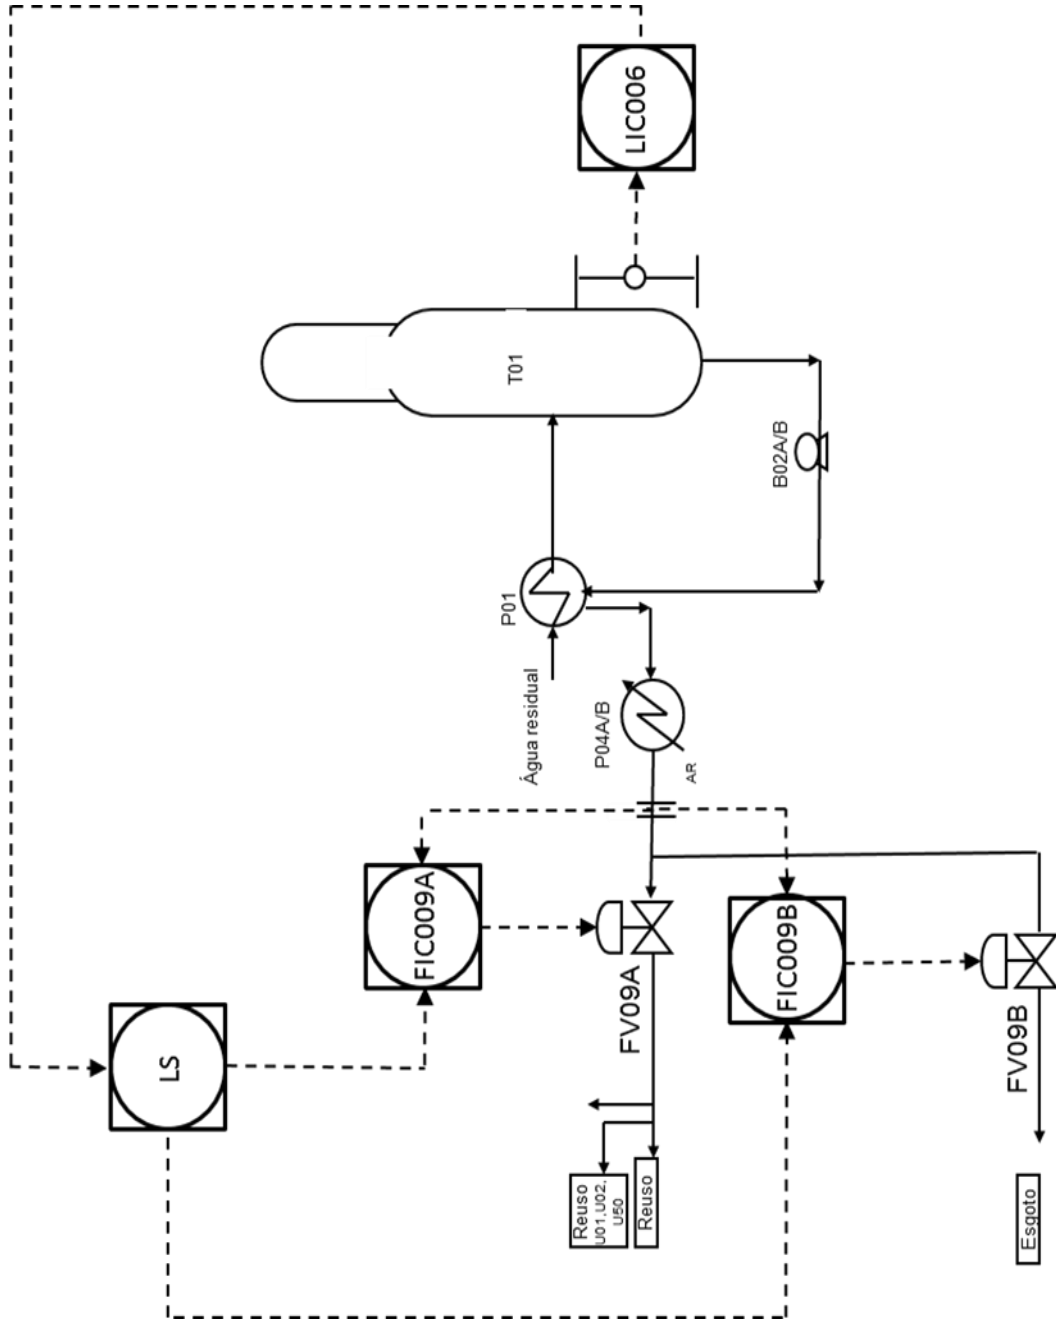 LIC006
T01
B02A/B
P01
Água residual
P04A/B
AR
FIC009A
FV09A
FIC009B
FV09B
LS
Reuso
U01.U02.
U50
Reuso
Esgoto